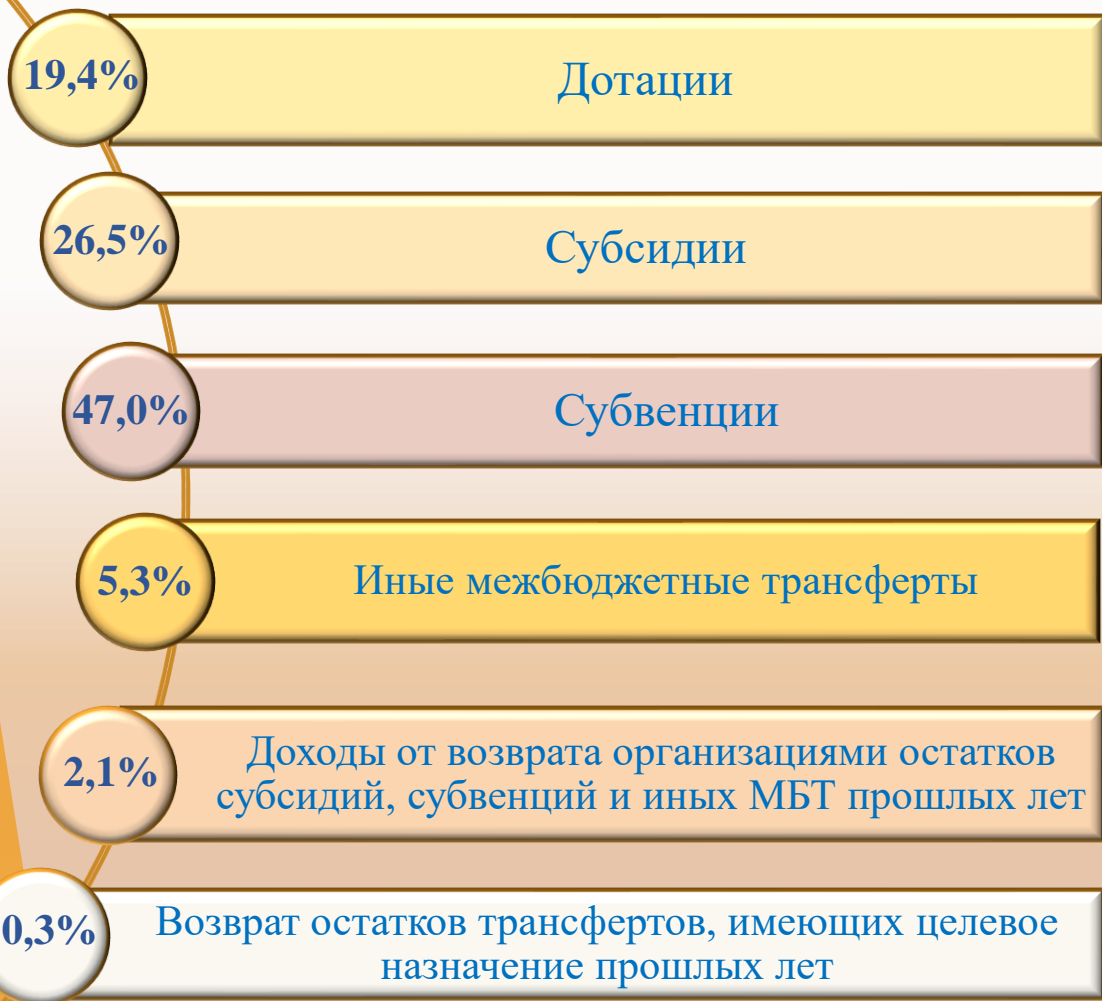 19,4%
Дотации
26,5%
Субсидии
47,0%
Субвенции
5,3%
Иные межбюджетные трансферты
2,1%
Доходы от возврата организациями остатков
субсидий, субвенций и иных МБТ прошлых лет
0,3%
Возврат остатков трансфертов, имеющих целевое
назначение прошлых лет